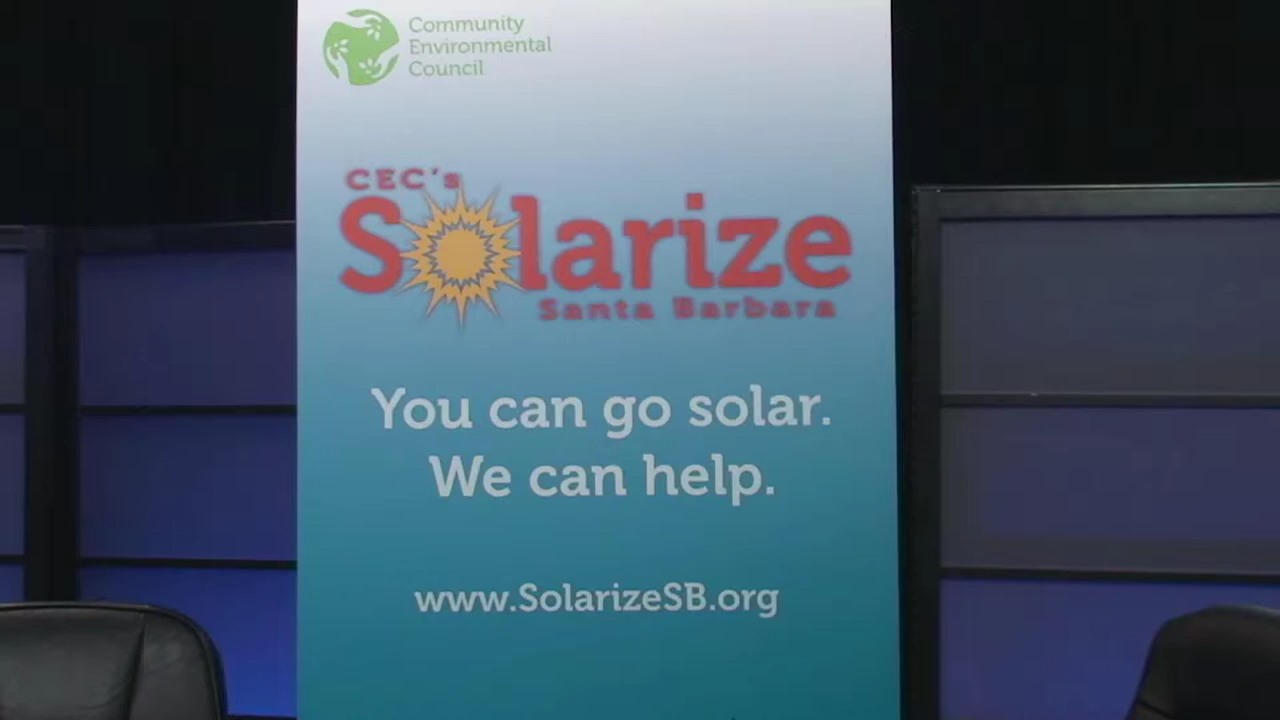 Community
Environmental
Council
CEC's
Solarize
Santa Barbara
You can go solar.
We can help.
www.SolarizeSB.org